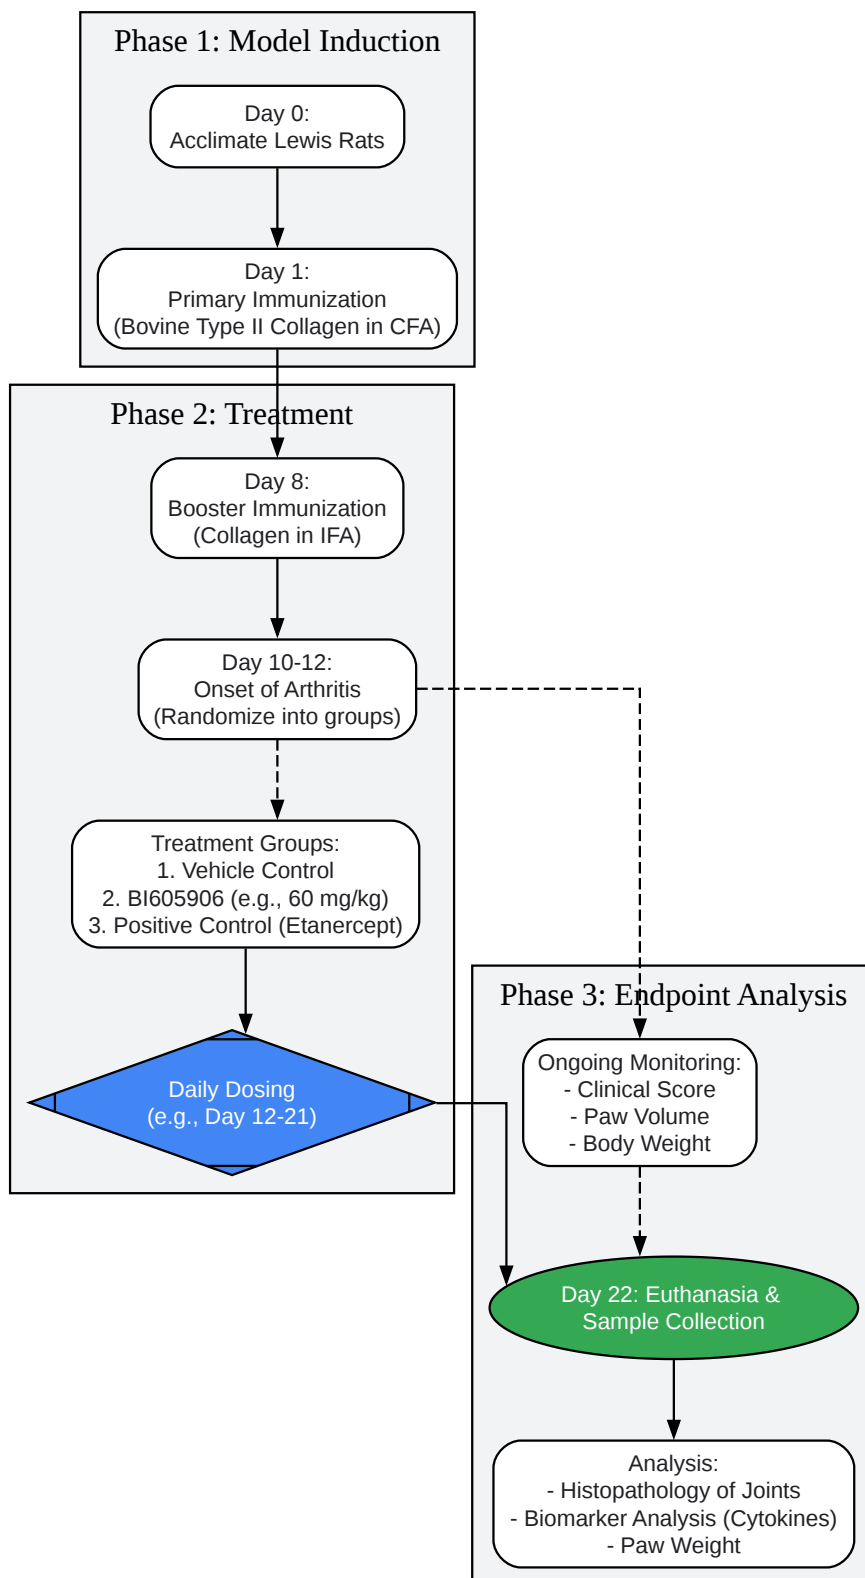 Phase 1: Model Induction
Day 0:
Acclimate Lewis Rats
Day 1:
Primary Immunization
(Bovine Type II Collagen in CFA)
Phase 2: Treatment
Day 8:
Booster Immunization
(Collagen in IFA)
Day 10-12:
Onset of Arthritis
(Randomize into groups)
Treatment Groups:
1. Vehicle Control
2. BI605906 (e.g., 60 mg/kg)
3. Positive Control (Etanercept)
Daily Dosing
(e.g., Day 12-21)
Phase 3: Endpoint Analysis
Ongoing Monitoring:
- Clinical Score
- Paw Volume
- Body Weight
Day 22: Euthanasia &
Sample Collection
Analysis:
- Histopathology of Joints
- Biomarker Analysis (Cytokines)
- Paw Weight